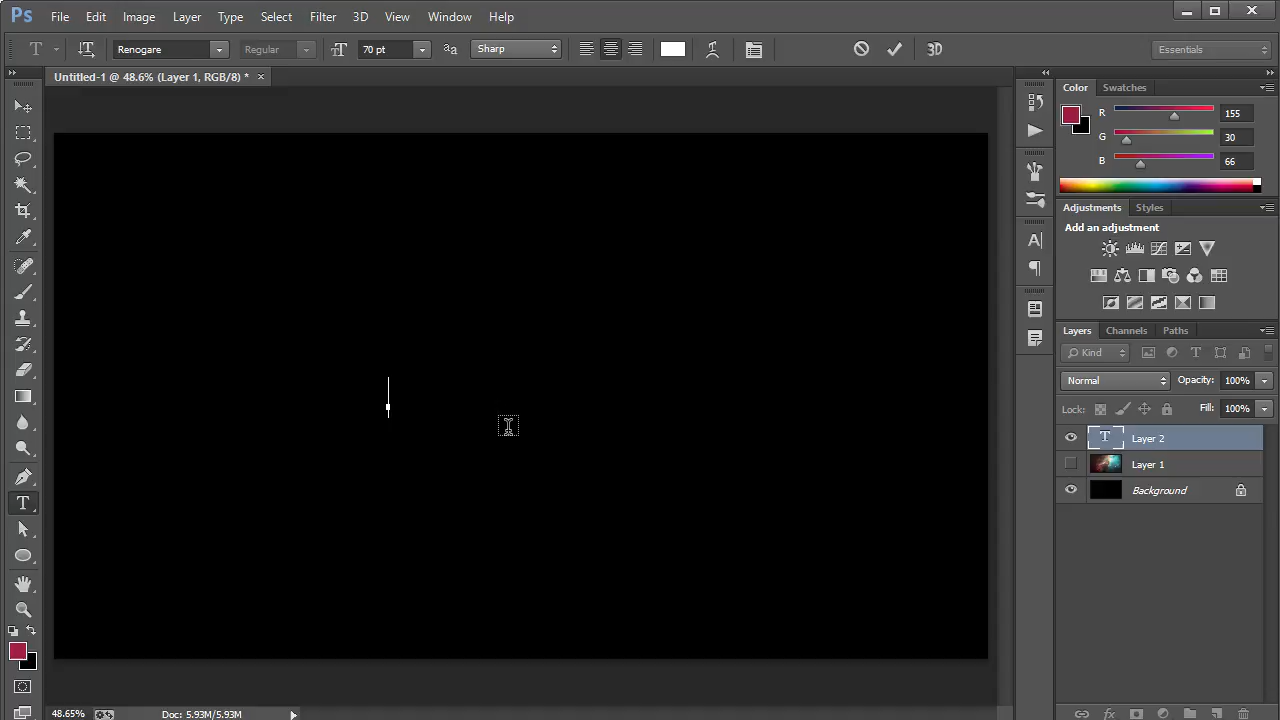 Ps File Edit Image Layer Type Select Filter 3D View Window Help
T Renogare Regular 70 pt Sharp 3D Essentials
Untitled-1 @ 48.6% (Layer 1, RGB/8) * ×
Color Swatches
R 155
G 30
B 66
Adjustments Styles
Add an adjustment
Layers Channels Paths
Kind
Normal Opacity: 100%
Lock: Fill: 100%
T Layer 2
Layer 1
Background
48.65% Doc: 5.93M/5.93M